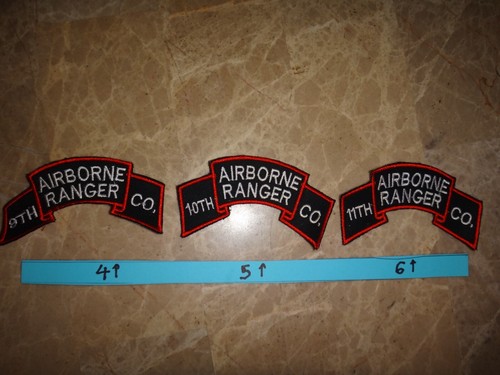 9TH AIRBORNE RANGER CO.
10TH AIRBORNE RANGER CO.
11TH AIRBORNE RANGER CO.
4↑ 5↑ 6↑